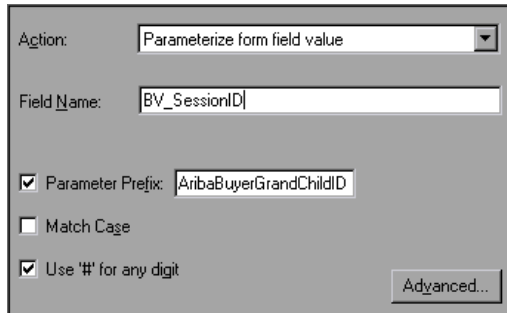 Action: Parameterize form field value
Field Name: BV_SessionID
Parameter Prefix: AribaBuyerGrandChildID
Match Case
Use '#' for any digit
Advanced...